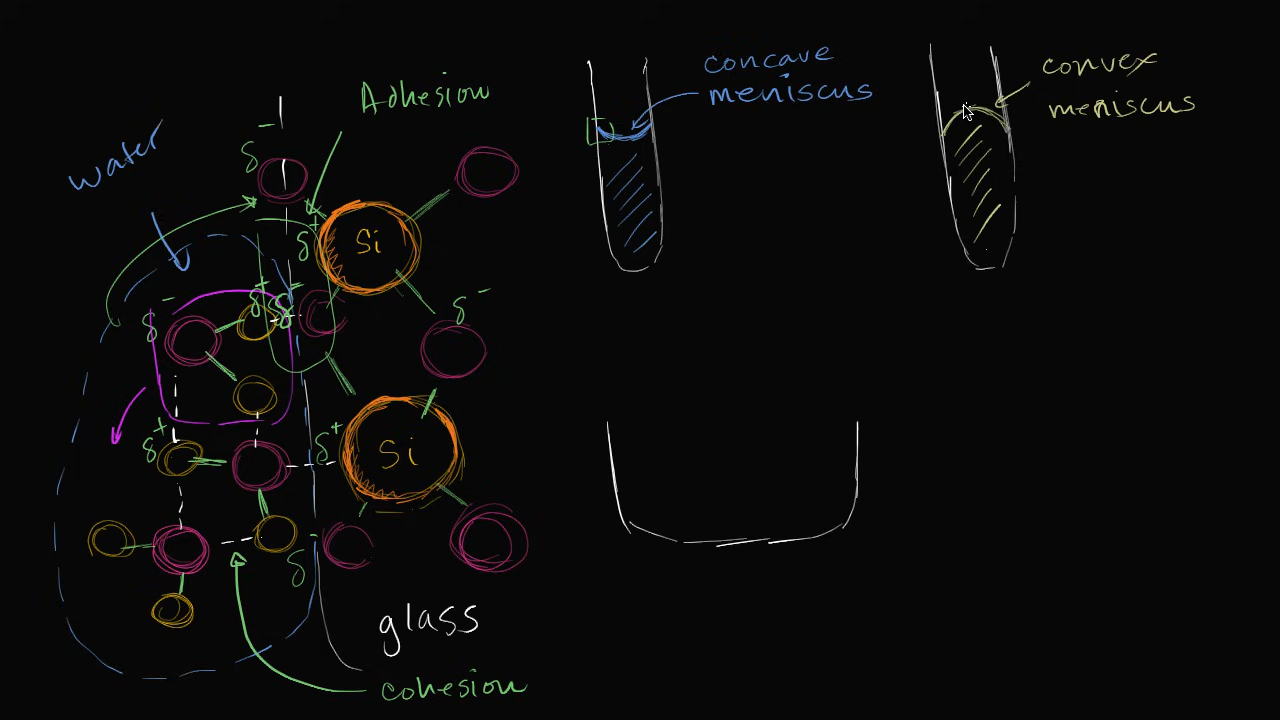 Adhesion
concave
meniscus
convex
meniscus
water
δ-
δ+
Si
δ-
δ+
δ-
δ-
δ+
δ+
Si
δ-
glass
cohesion